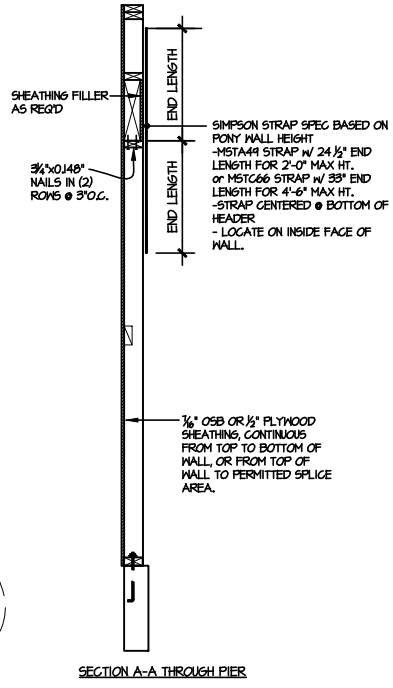 SHEATHING FILLER
AS REQ'D
3¼"x0.148"
NAILS IN (2)
ROWS @ 3"O.C.
END LENGTH
END LENGTH
SIMPSON STRAP SPEC BASED ON
PONY WALL HEIGHT
-MSTA49 STRAP W/ 24 ½" END
LENGTH FOR 2'-0" MAX HT.
or MSTC66 STRAP W/ 33" END
LENGTH FOR 4'-6" MAX HT.
-STRAP CENTERED @ BOTTOM OF
HEADER
- LOCATE ON INSIDE FACE OF
WALL.
7/16" OSB OR ½" PLYWOOD
SHEATHING, CONTINUOUS
FROM TOP TO BOTTOM OF
WALL, OR FROM TOP OF
WALL TO PERMITTED SPLICE
AREA.
SECTION A-A THROUGH PIER